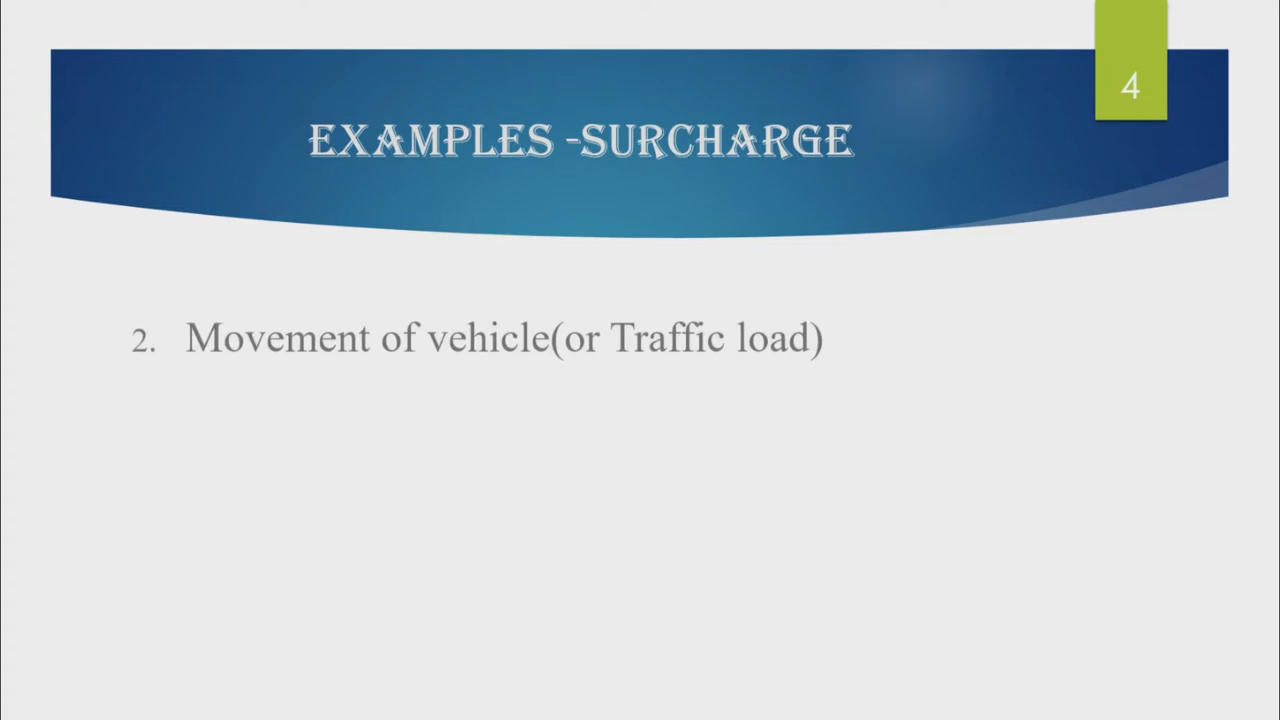 4
EXAMPLES -SURCHARGE
2. Movement of vehicle(or Traffic load)